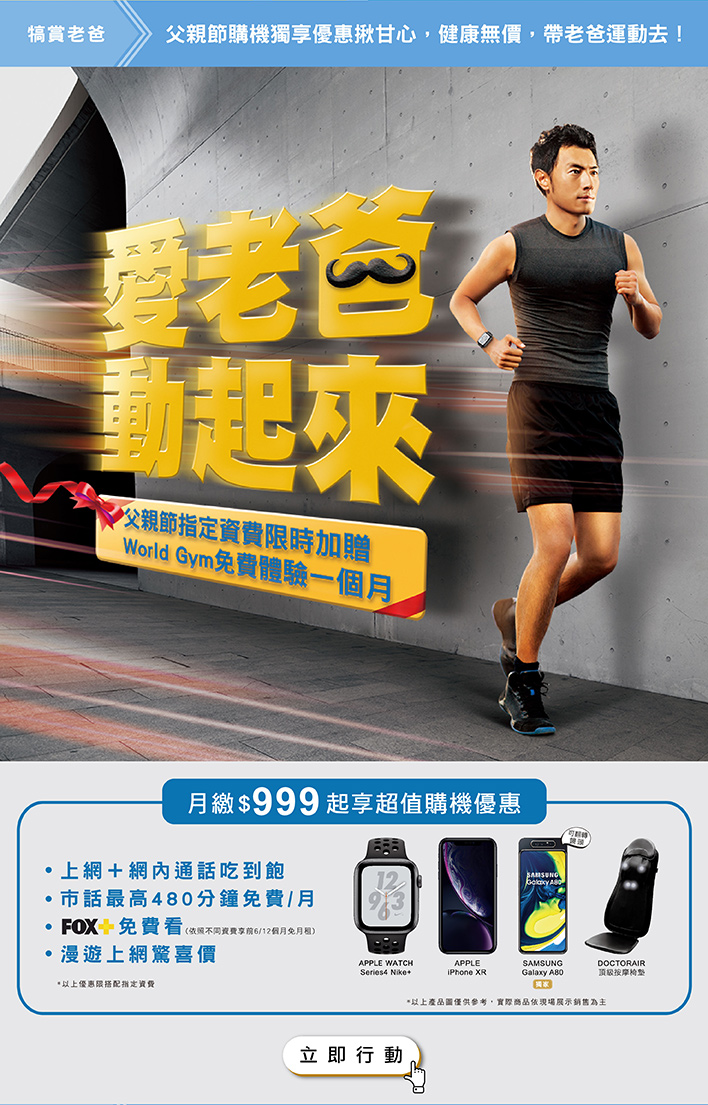 犒賞老爸
父親節購機獨享優惠揪甘心，健康無價，帶老爸運動去！
愛老爸
動起來
父親節指定資費限時加贈
World Gym免費體驗一個月
月繳$999起享超值購機優惠
• 上網＋網內通話吃到飽
• 市話最高480分鐘免費/月
• FOX+免費看(依照不同資費享前6/12個月免月租)
• 漫遊上網驚喜價
*以上優惠限搭配指定資費
12
9 3
6
APPLE WATCH
Series4 Nike+
APPLE
iPhone XR
可翻轉
鏡頭
SAMSUNG
Galaxy A80
SAMSUNG
Galaxy A80
獨家
DOCTORAIR
頂級按摩椅墊
*以上產品圖僅供參考，實際商品依現場展示銷售為主
立即行動